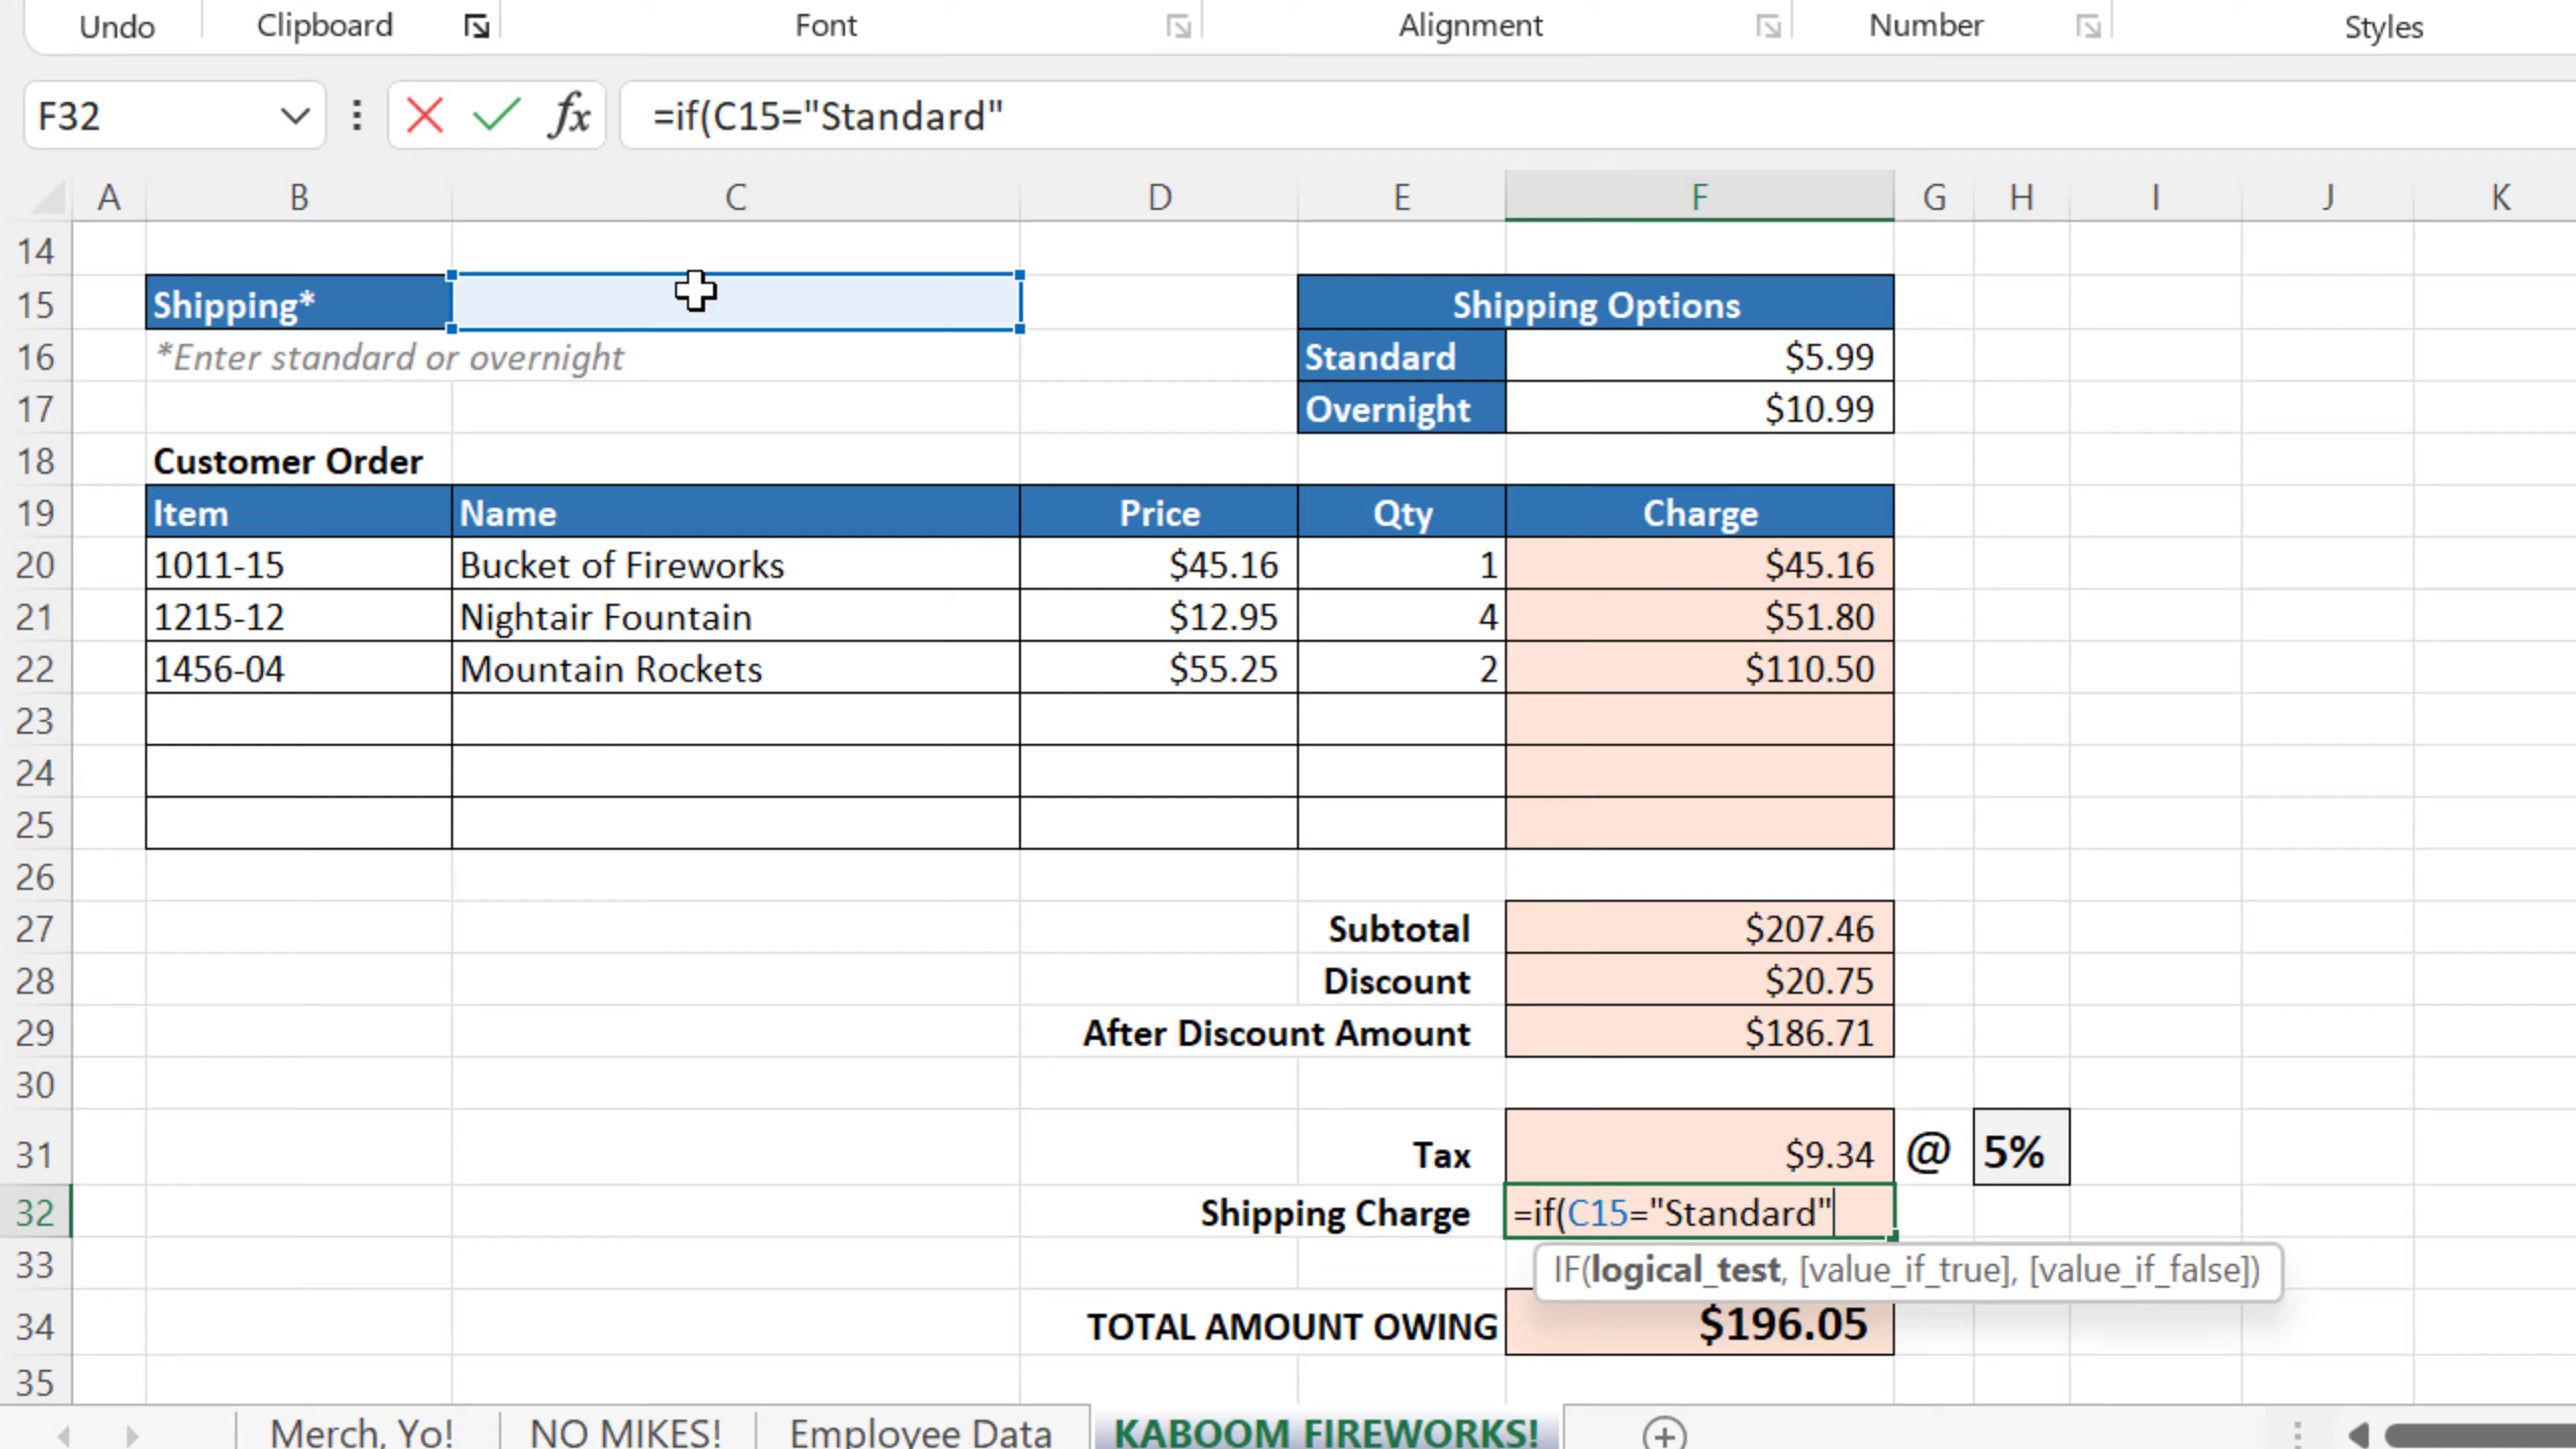 Undo Clipboard Font Alignment Number Styles
F32 fx =if(C15="Standard"
A B C D E F G H I J K
14
15 Shipping* Shipping Options
16 *Enter standard or overnight Standard $5.99
17 Overnight $10.99
18 Customer Order
19 Item Name Price Qty Charge
20 1011-15 Bucket of Fireworks $45.16 1 $45.16
21 1215-12 Nightair Fountain $12.95 4 $51.80
22 1456-04 Mountain Rockets $55.25 2 $110.50
23
24
25
26
27 Subtotal $207.46
28 Discount $20.75
29 After Discount Amount $186.71
30
31 Tax $9.34 @ 5%
32 Shipping Charge =if(C15="Standard"
33 IF(logical_test, [value_if_true], [value_if_false])
34 TOTAL AMOUNT OWING $196.05
35
Merch, Yo! NO MIKES! Employee Data KABOOM FIREWORKS!